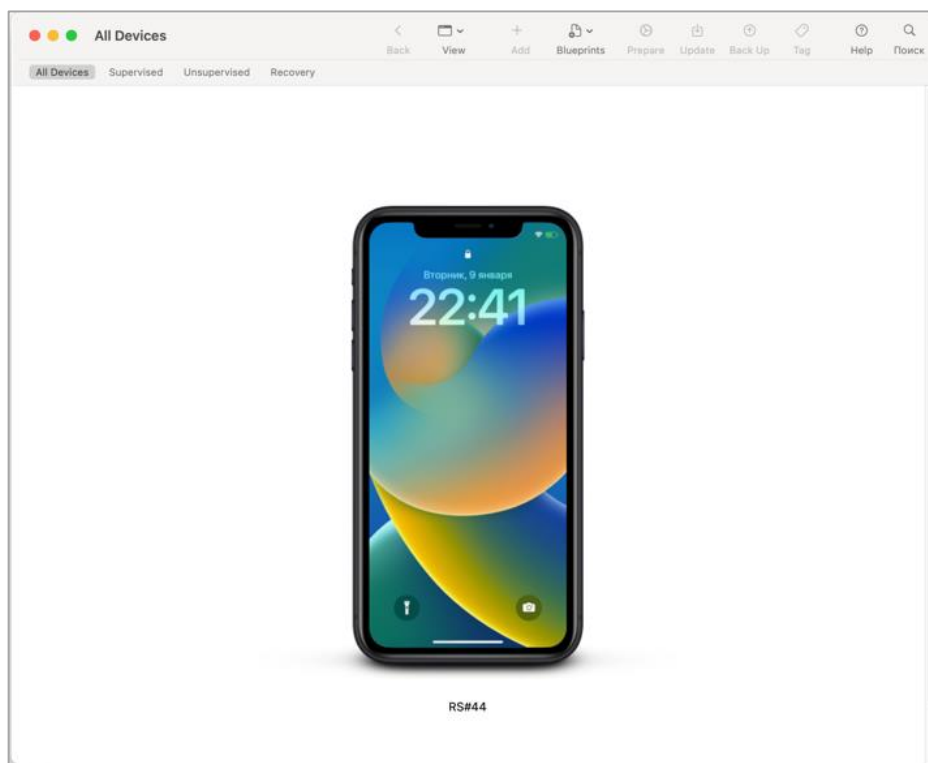 All Devices
Back View Add Blueprints Prepare Update Back Up Tag Help Поиск
All Devices Supervised Unsupervised Recovery
Вторник, 9 января
22:41
RS#44